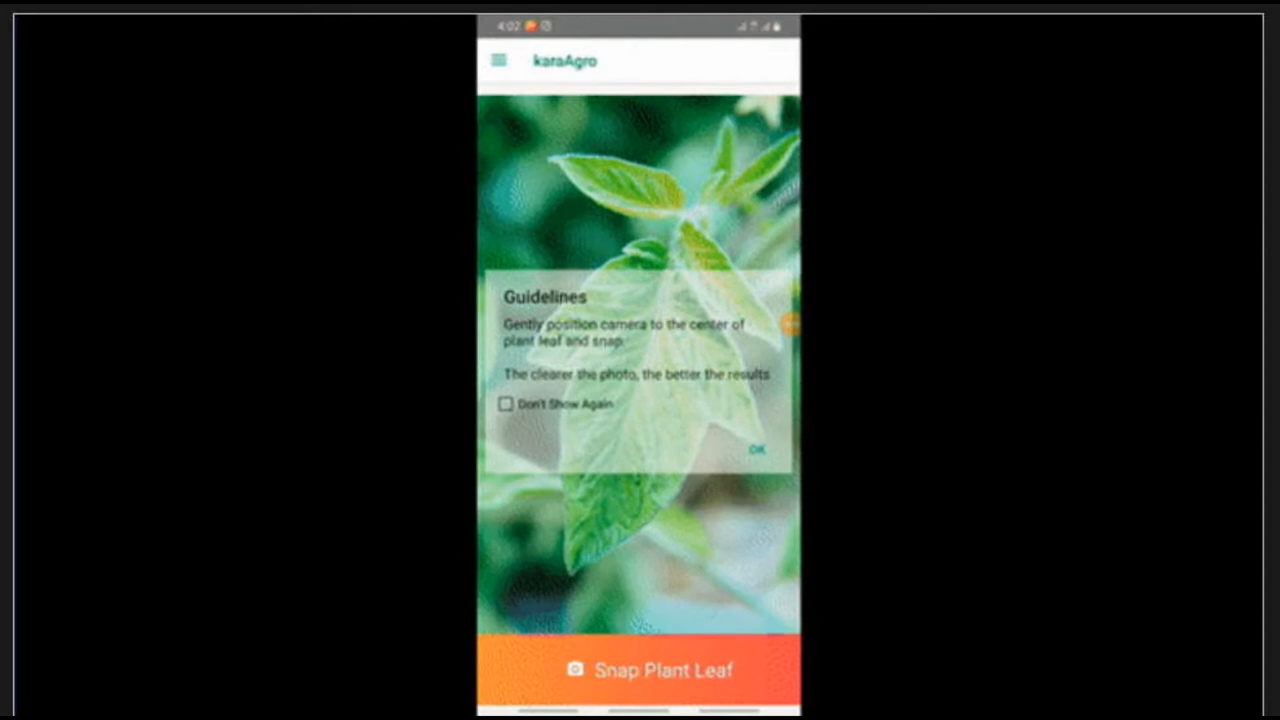 4:02
karaAgro
Guidelines
Gently position camera to the center of
plant leaf and snap.
The clearer the photo, the better the results
Don't Show Again
OK
Snap Plant Leaf